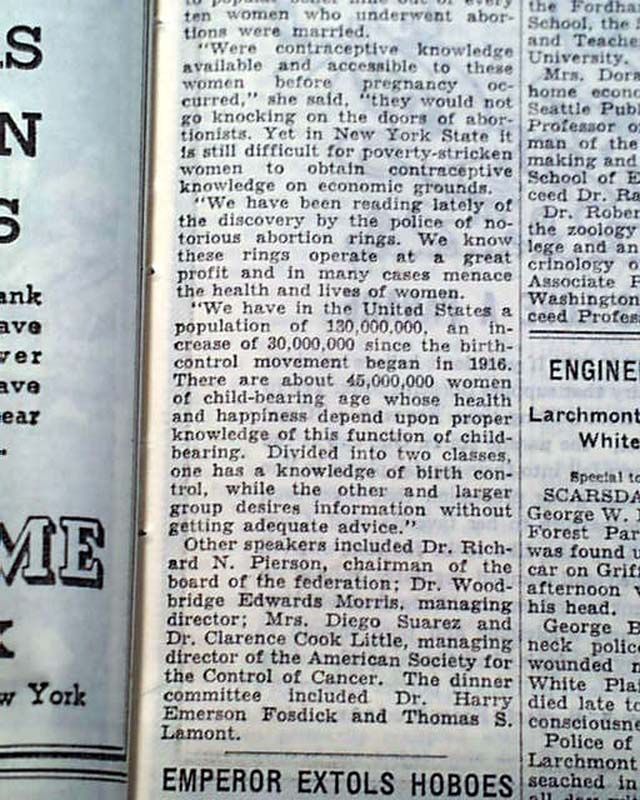 AS
N
S
ank
ave
ver
ave
ear
ME
K
w York
ten women who underwent abor-
tions were married.
"Were contraceptive knowledge
available and accessible to these
women before pregnancy oc-
curred," she said, "they would not
go knocking on the doors of abor-
tionists. Yet in New York State it
is still difficult for poverty-stricken
women to obtain contraceptive
knowledge on economic grounds.
"We have been reading lately of
the discovery by the police of no-
torious abortion rings. We know
these rings operate at a great
profit and in many cases menace
the health and lives of women.
"We have in the United States a
population of 130,000,000, an in-
crease of 30,000,000 since the birth-
control movement began in 1916.
There are about 45,000,000 women
of child-bearing age whose health
and happiness depend upon proper
knowledge of this function of child-
bearing. Divided into two classes,
one has a knowledge of birth con-
trol, while the other and larger
group desires information without
getting adequate advice."
Other speakers included Dr. Rich-
ard N. Pierson, chairman of the
board of the federation; Dr. Wood-
bridge Edwards Morris, managing
director; Mrs. Diego Suarez and
Dr. Clarence Cook Little, managing
director of the American Society for
the Control of Cancer. The dinner
committee included Dr. Harry
Emerson Fosdick and Thomas S.
Lamont.
EMPEROR EXTOLS HOBOES
the Fordha
School, the
and Teache
University.
Mrs. Dora
home econo
Seattle Pub
Professor o
man of the
making and
School of E
ceed Dr. Ra
Dr. Rober
the zoology
lege and an
crinology o
Associate P
Washington
ceed Profes
ENGINE
Larchmont
White
Special to
SCARSDA
George W.
Forest Par
was found u
car on Griff
afternoon
his head.
George B
neck police
wounded
White Plai
died late to
consciousne
Police of
Larchmont
seached in